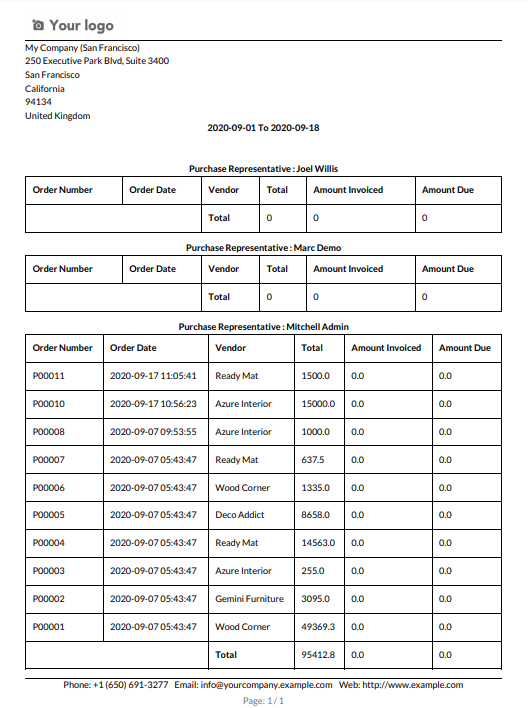 Your logo
My Company (San Francisco)
250 Executive Park Blvd, Suite 3400
San Francisco
California
94134
United Kingdom
2020-09-01 To 2020-09-18
Purchase Representative : Joel Willis
Order Number Order Date Vendor Total Amount Invoiced Amount Due
Total 0 0 0
Purchase Representative : Marc Demo
Order Number Order Date Vendor Total Amount Invoiced Amount Due
Total 0 0 0
Purchase Representative : Mitchell Admin
Order Number Order Date Vendor Total Amount Invoiced Amount Due
P00011 2020-09-17 11:05:41 Ready Mat 1500.0 0.0 0.0
P00010 2020-09-17 10:56:23 Azure Interior 15000.0 0.0 0.0
P00008 2020-09-07 09:53:55 Azure Interior 1000.0 0.0 0.0
P00007 2020-09-07 05:43:47 Ready Mat 637.5 0.0 0.0
P00006 2020-09-07 05:43:47 Wood Corner 1335.0 0.0 0.0
P00005 2020-09-07 05:43:47 Deco Addict 8658.0 0.0 0.0
P00004 2020-09-07 05:43:47 Ready Mat 14563.0 0.0 0.0
P00003 2020-09-07 05:43:47 Azure Interior 255.0 0.0 0.0
P00002 2020-09-07 05:43:47 Gemini Furniture 3095.0 0.0 0.0
P00001 2020-09-07 05:43:47 Wood Corner 49369.3 0.0 0.0
Total 95412.8 0.0 0.0
Phone: +1 (650) 691-3277 Email: info@yourcompany.example.com Web: http://www.example.com
Page: 1 / 1